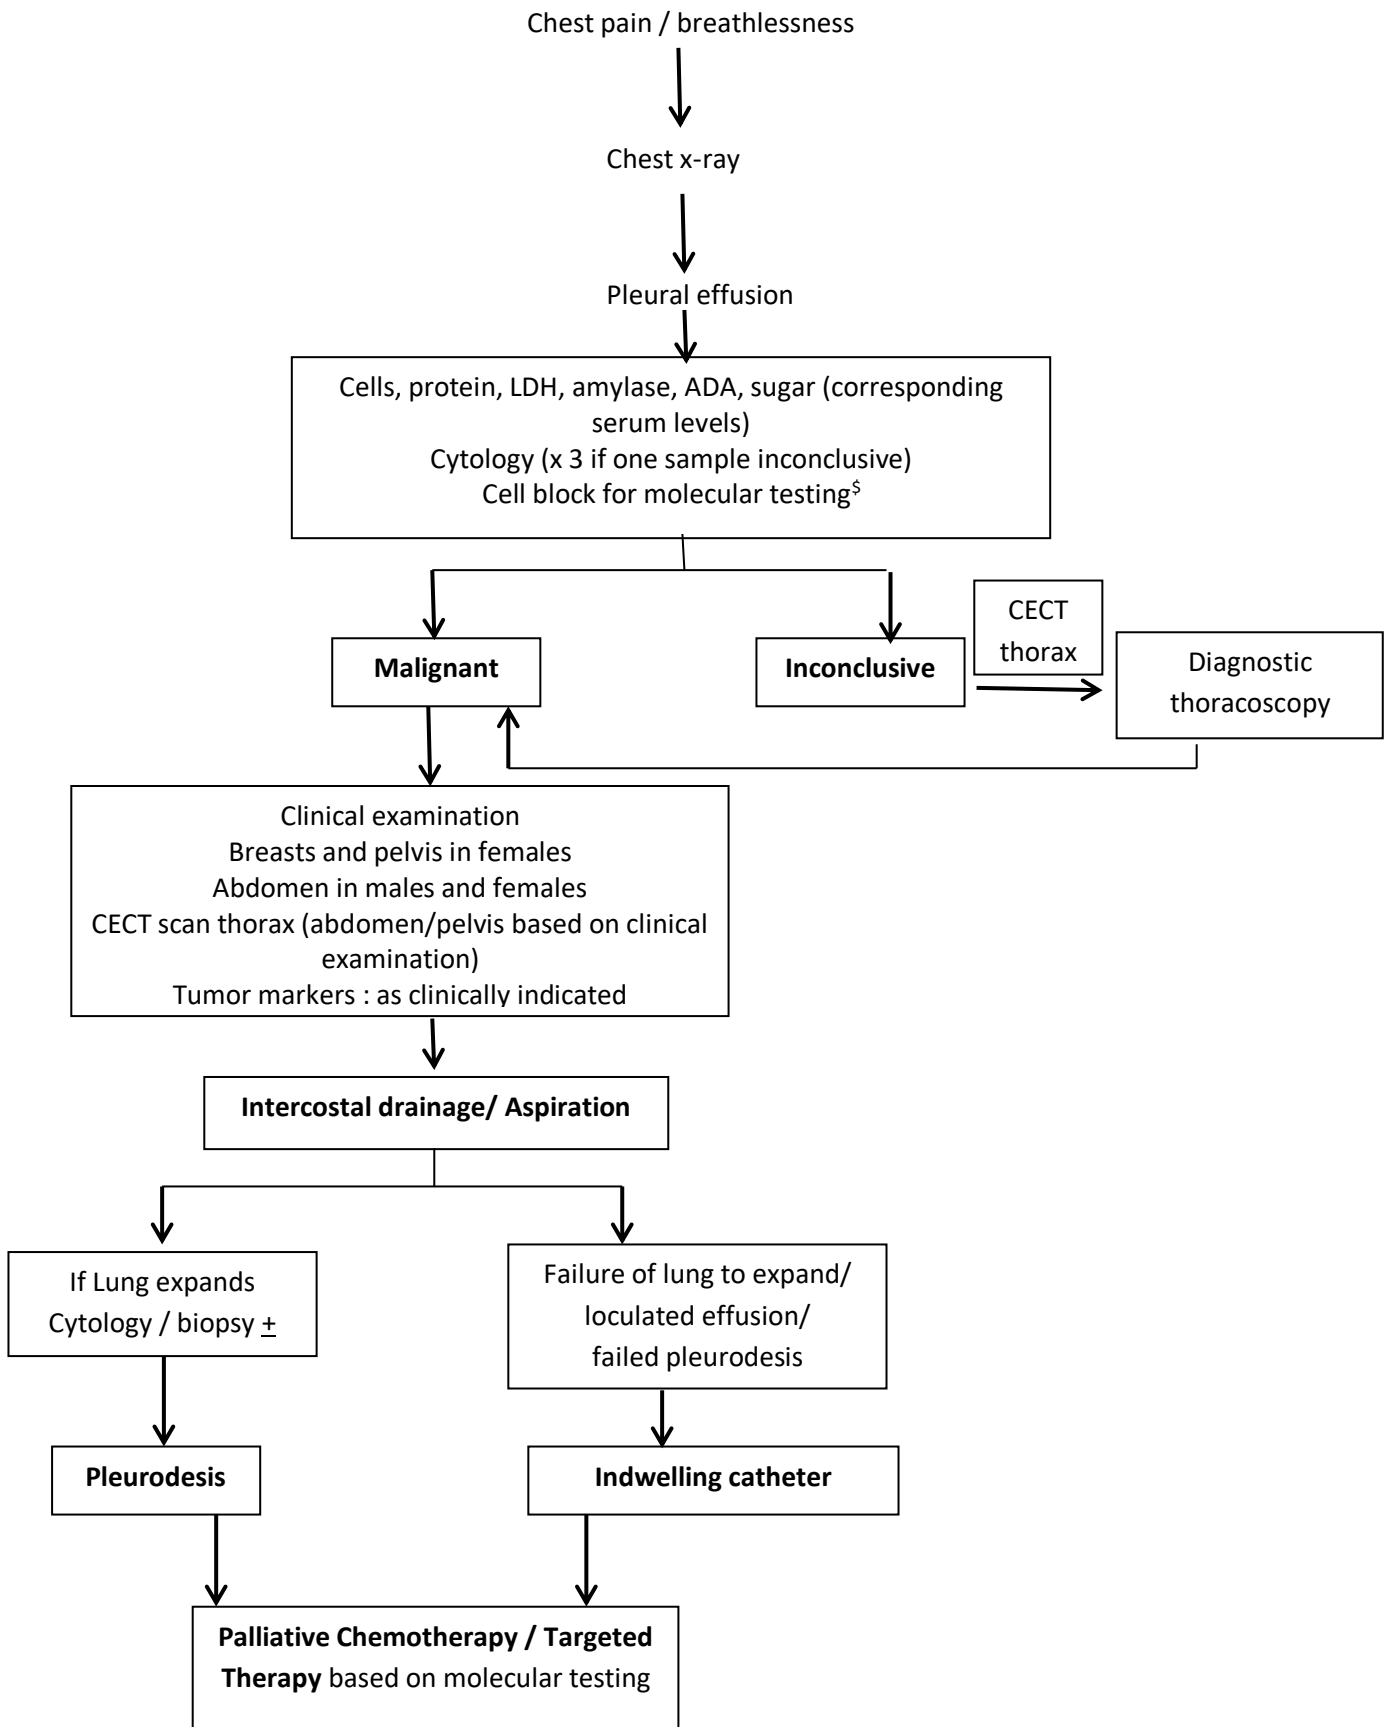 Chest pain / breathlessness
Chest x-ray
Pleural effusion
Cells, protein, LDH, amylase, ADA, sugar (corresponding
serum levels)
Cytology (x 3 if one sample inconclusive)
Cell block for molecular testing$
Malignant
Inconclusive
CECT
thorax
Diagnostic
thoracoscopy
Clinical examination
Breasts and pelvis in females
Abdomen in males and females
CECT scan thorax (abdomen/pelvis based on clinical
examination)
Tumor markers : as clinically indicated
Intercostal drainage/ Aspiration
If Lung expands
Cytology / biopsy +
Failure of lung to expand/
loculated effusion/
failed pleurodesis
Pleurodesis
Indwelling catheter
Palliative Chemotherapy / Targeted
Therapy based on molecular testing